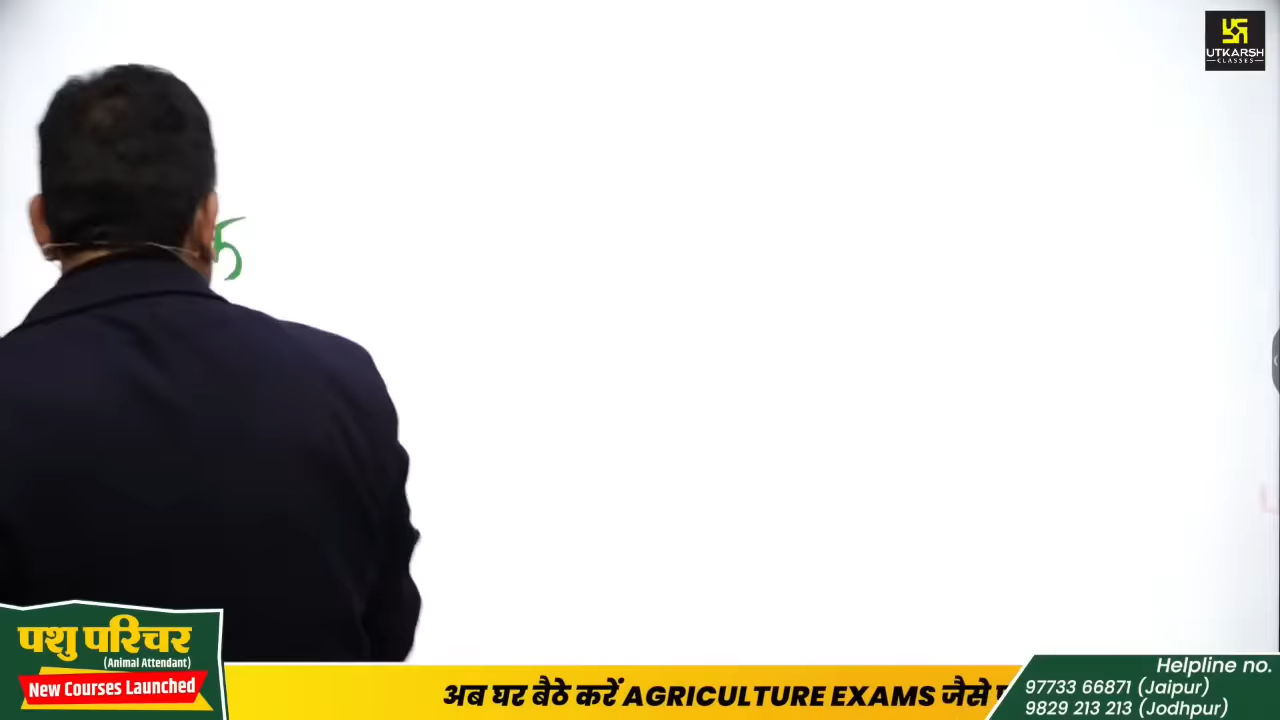 UTKARSH
CLASSES
5
पशु परिचर
(Animal Attendant)
New Courses Launched
अब घर बैठे करें AGRICULTURE EXAMS जैसे
Helpline no.
97733 66871 (Jaipur)
9829 213 213 (Jodhpur)